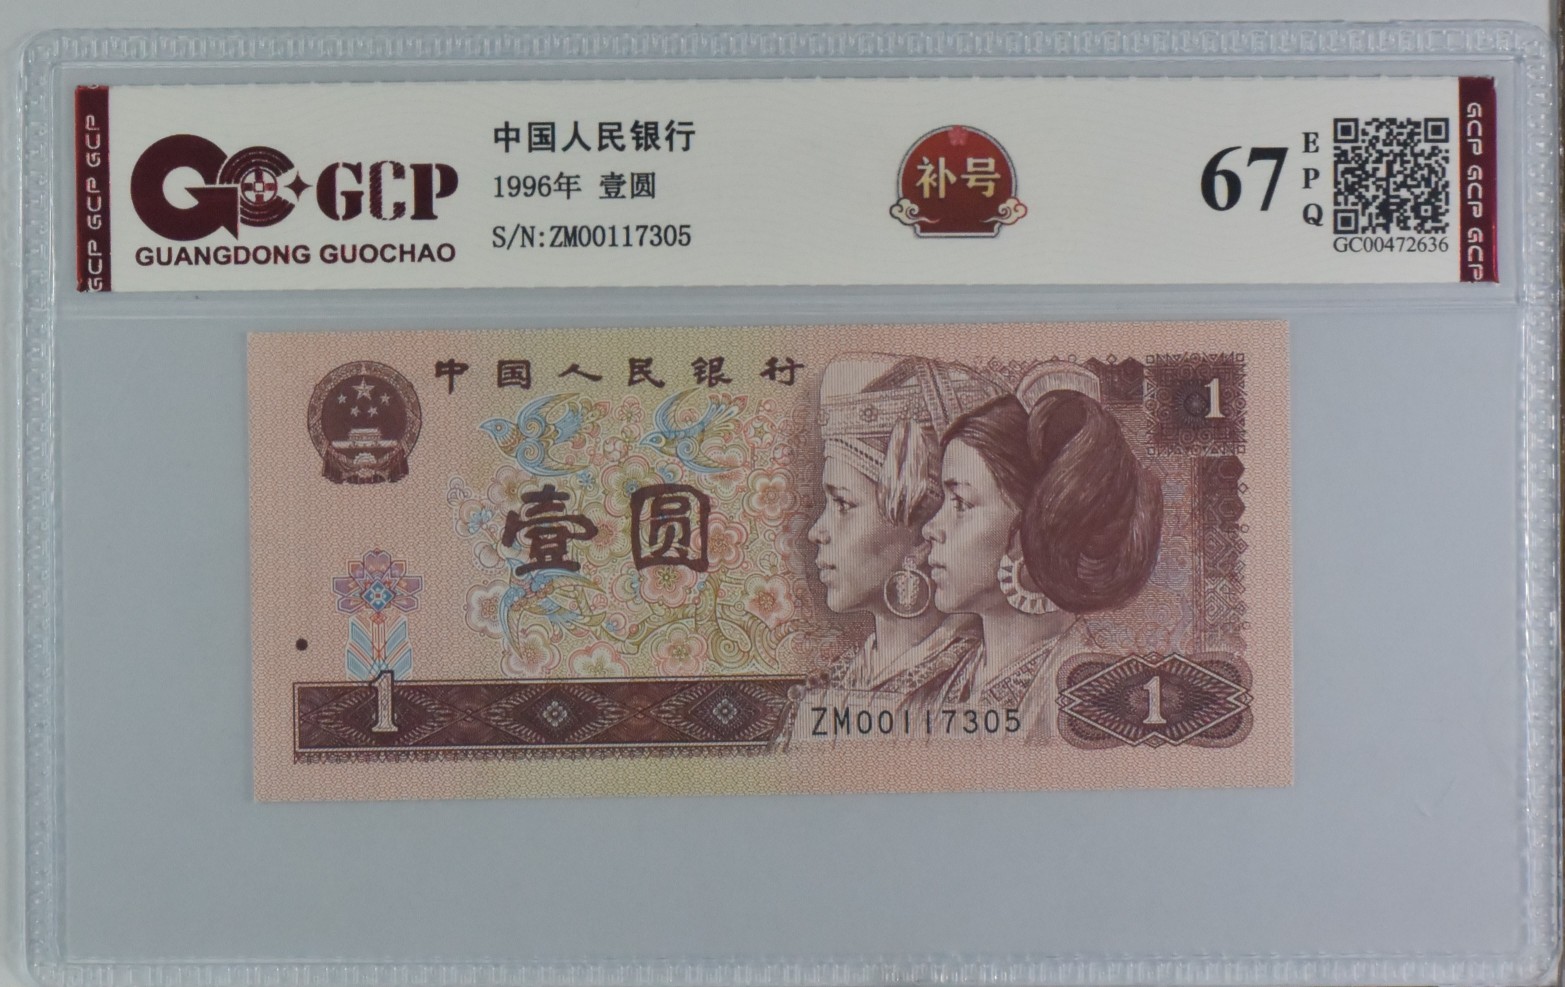 GCP GCP GCP
GCP
GUANGDONG GUOCHAO
中国人民银行
1996年 壹圆
S/N:ZM00117305
补号
67
EPQ
GC00472636
GCP GCP GCP
中国人民银行
1
壹圆
1
ZM00117305
1